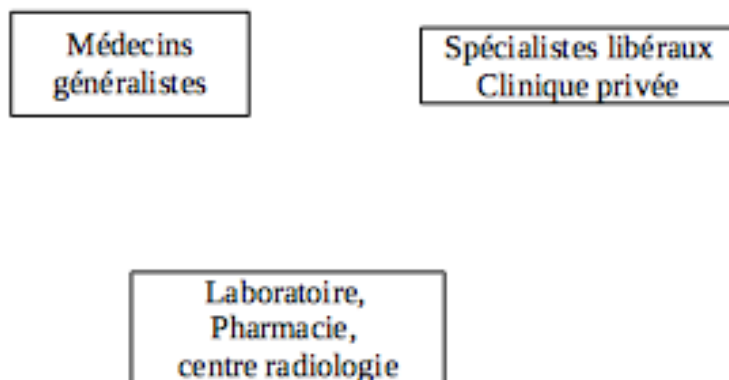 Médecins
généralistes
Spécialistes libéraux
Clinique privée
Laboratoire,
Pharmacie,
centre radiologie